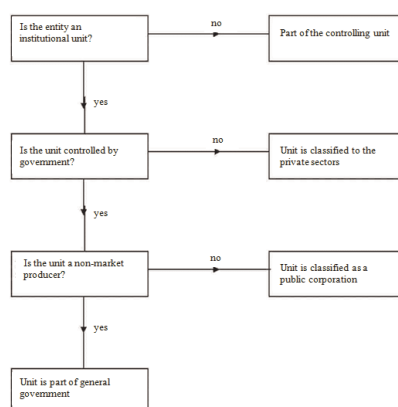 Is the entity an
institutional unit?
no
Part of the controlling unit
yes
Is the unit controlled by
government?
no
Unit is classified to the
private sectors
yes
Is the unit a non-market
producer?
no
Unit is classified as a
public corporation
yes
Unit is part of general
government